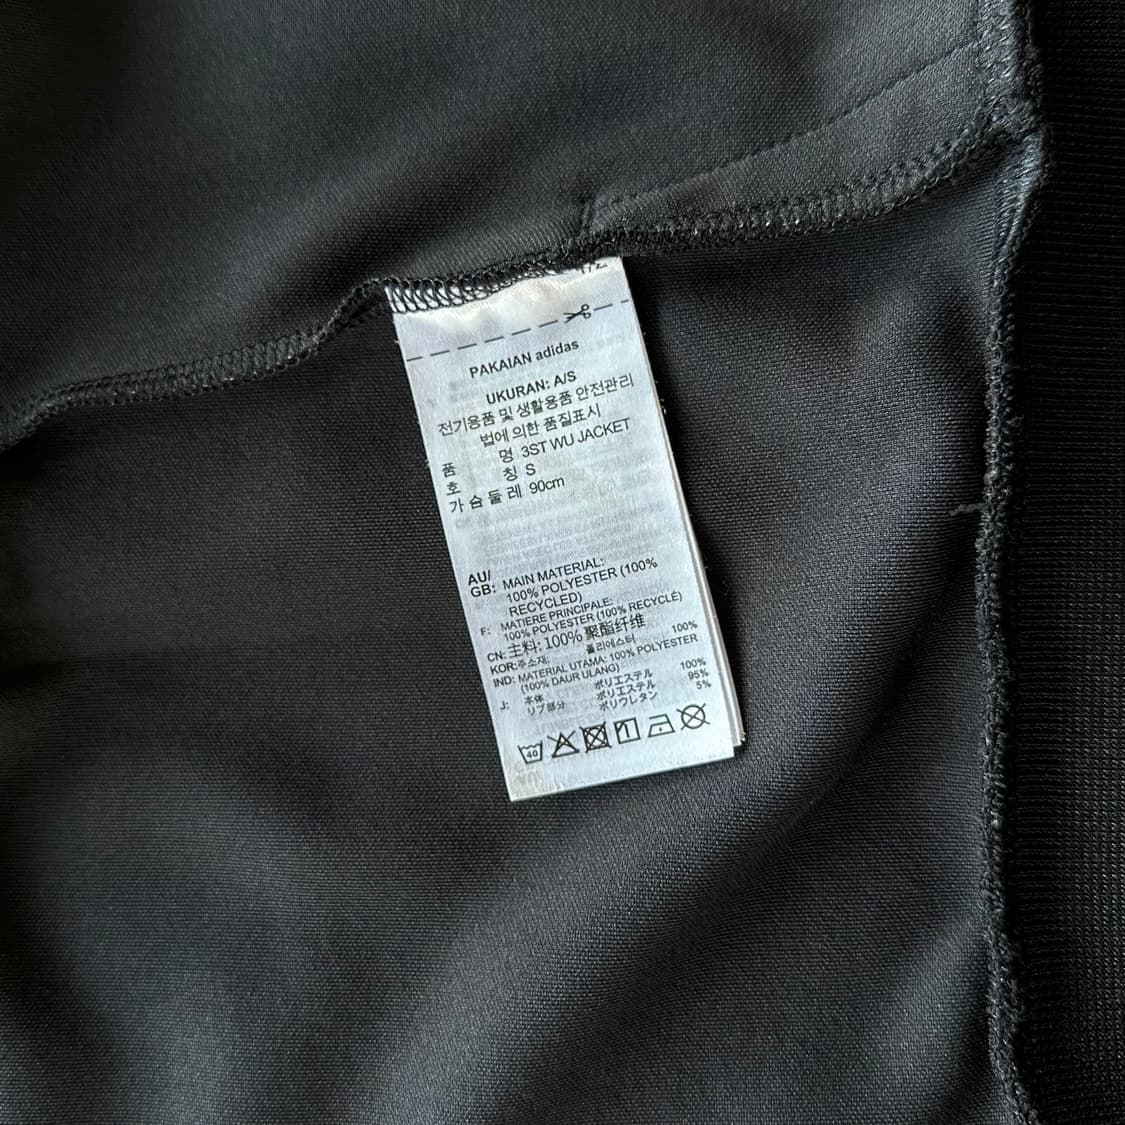 PAKAIAN adidas
UKURAN: A/S
전기용품 및 생활용품 안전관리
법에 의한 품질표시
품 명 3ST WU JACKET
호 칭 S
가 슴 둘 레 90cm
AU/
GB: MAIN MATERIAL:
100% POLYESTER (100%
RECYCLED)
F: MATIERE PRINCIPALE:
100% POLYESTER (100% RECYCLÉ)
CN: 主料: 100% 聚酯纤维
KOR: 주소재: 폴리에스터 100%
IND: MATERIAL UTAMA: 100% POLYESTER
(100% DAUR ULANG)
J: 本体 ポリエステル 100%
リブ部分 ポリエステル 95%
ポリウレタン 5%
40